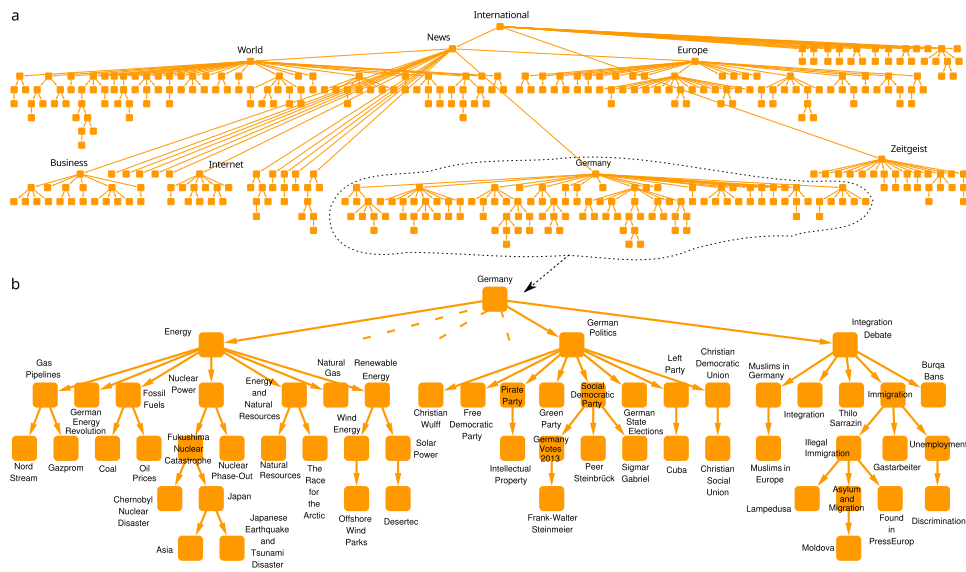 a
International
News
World
Europe
Business
Internet
Germany
Zeitgeist
b
Germany
Energy
German
Politics
Integration
Debate
Gas
Pipelines
German
Energy
Revolution
Fossil
Fuels
Nuclear
Power
Energy
and
Natural
Resources
Natural
Gas
Renewable
Energy
Christian
Wulff
Free
Democratic
Party
Pirate
Party
Green
Party
Social
Democratic
Party
German
State
Elections
Left
Party
Christian
Democratic
Union
Muslims in
Germany
Integration
Thilo
Sarrazin
Immigration
Burqa
Bans
Nord
Stream
Gazprom
Coal
Oil
Prices
Fukushima
Nuclear
Catastrophe
Nuclear
Phase-Out
Natural
Resources
The
Race
for
the
Arctic
Wind
Energy
Solar
Power
Intellectual
Property
Germany
Votes
2013
Peer
Steinbrück
Sigmar
Gabriel
Cuba
Christian
Social
Union
Muslims in
Europe
Illegal
Immigration
Gastarbeiter
Unemployment
Chernobyl
Nuclear
Disaster
Japan
Offshore
Wind
Parks
Desertec
Frank-Walter
Steinmeier
Lampedusa
Asylum
and
Migration
Found
in
PressEurop
Discrimination
Asia
Japanese
Earthquake
and
Tsunami
Disaster
Moldova